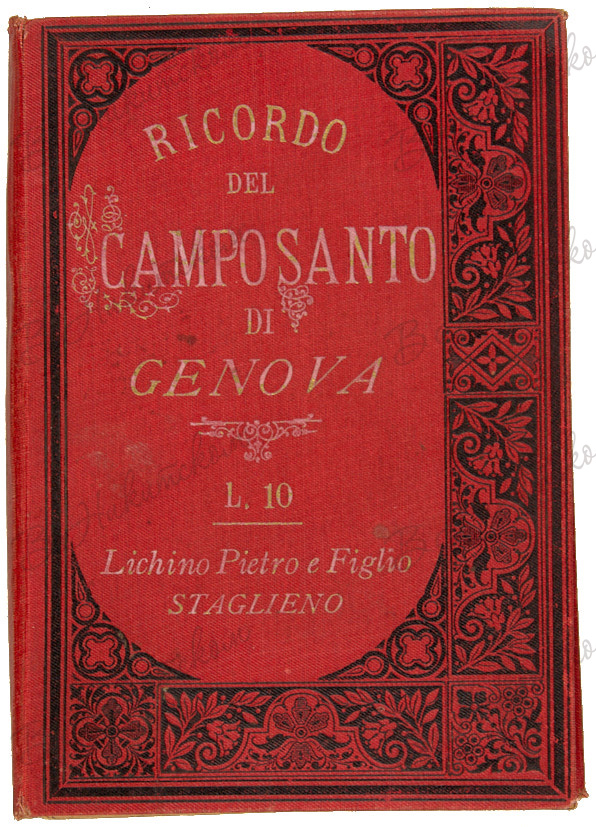 RICORDO
DEL
CAMPOSANTO
DI
GENOVA
L. 10
Lichino Pietro e Figlio
STAGLIENO